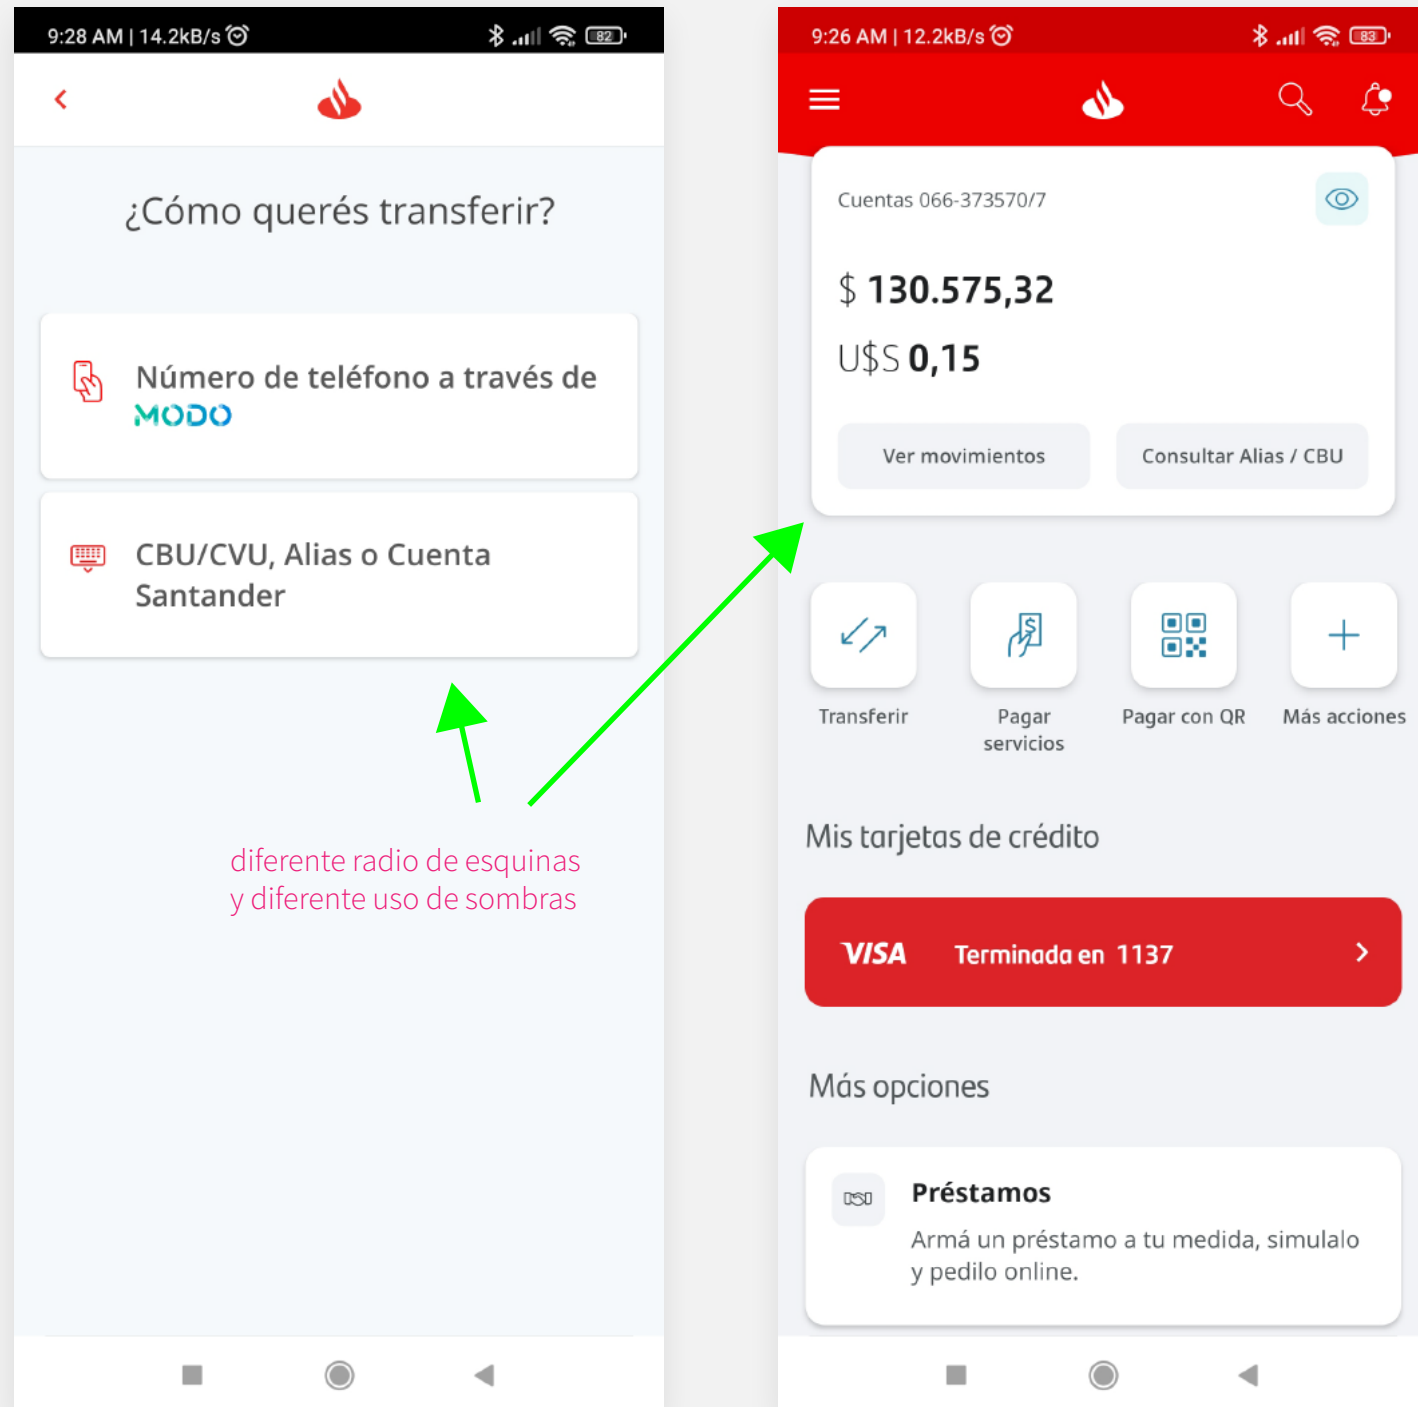 9:28 AM | 14.2kB/s
82
¿Cómo querés transferir?
Número de teléfono a través de
MODO
CBU/CVU, Alias o Cuenta
Santander
diferente radio de esquinas
y diferente uso de sombras
9:26 AM | 12.2kB/s
83
Cuentas 066-373570/7
$ 130.575,32
U$S 0,15
Ver movimientos
Consultar Alias / CBU
Transferir
Pagar
servicios
Pagar con QR
Más acciones
Mis tarjetas de crédito
VISA Terminada en 1137
Más opciones
Préstamos
Armá un préstamo a tu medida, simulalo
y pedilo online.